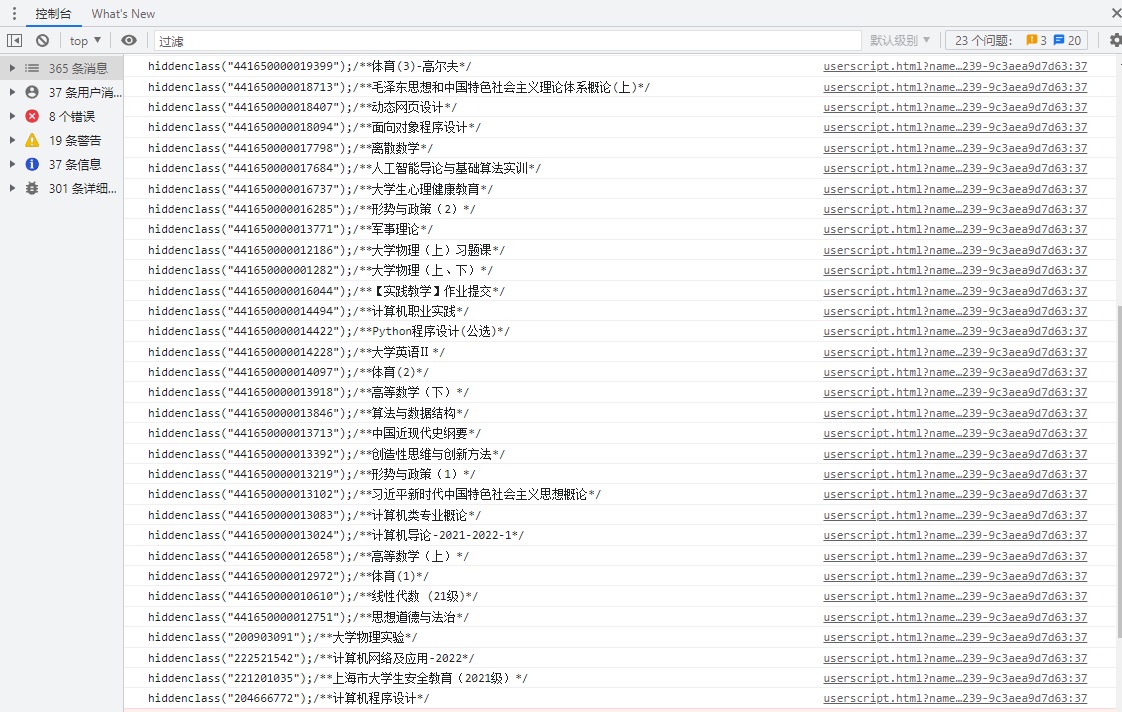 控制台 What's New
top ▼ 过滤 默认级别 ▼ 23 个问题: 3 20
365 条消息
37 条用户消...
8 个错误
19 条警告
37 条信息
301 条详细...
hiddenclass("441650000019399");/**体育(3)-高尔夫*/ userscript.html?name…239-9c3aea9d7d63:37
hiddenclass("441650000018713");/**毛泽东思想和中国特色社会主义理论体系概论(上)*/ userscript.html?name…239-9c3aea9d7d63:37
hiddenclass("441650000018407");/**动态网页设计*/ userscript.html?name…239-9c3aea9d7d63:37
hiddenclass("441650000018094");/**面向对象程序设计*/ userscript.html?name…239-9c3aea9d7d63:37
hiddenclass("441650000017798");/**离散数学*/ userscript.html?name…239-9c3aea9d7d63:37
hiddenclass("441650000017684");/**人工智能导论与基础算法实训*/ userscript.html?name…239-9c3aea9d7d63:37
hiddenclass("441650000016737");/**大学生心理健康教育*/ userscript.html?name…239-9c3aea9d7d63:37
hiddenclass("441650000016285");/**形势与政策（2）*/ userscript.html?name…239-9c3aea9d7d63:37
hiddenclass("441650000013771");/**军事理论*/ userscript.html?name…239-9c3aea9d7d63:37
hiddenclass("441650000012186");/**大学物理（上）习题课*/ userscript.html?name…239-9c3aea9d7d63:37
hiddenclass("441650000001282");/**大学物理（上、下）*/ userscript.html?name…239-9c3aea9d7d63:37
hiddenclass("441650000016044");/**【实践教学】作业提交*/ userscript.html?name…239-9c3aea9d7d63:37
hiddenclass("441650000014494");/**计算机职业实践*/ userscript.html?name…239-9c3aea9d7d63:37
hiddenclass("441650000014422");/**Python程序设计(公选)*/ userscript.html?name…239-9c3aea9d7d63:37
hiddenclass("441650000014228");/**大学英语Ⅱ*/ userscript.html?name…239-9c3aea9d7d63:37
hiddenclass("441650000014097");/**体育(2)*/ userscript.html?name…239-9c3aea9d7d63:37
hiddenclass("441650000013918");/**高等数学（下）*/ userscript.html?name…239-9c3aea9d7d63:37
hiddenclass("441650000013846");/**算法与数据结构*/ userscript.html?name…239-9c3aea9d7d63:37
hiddenclass("441650000013713");/**中国近现代史纲要*/ userscript.html?name…239-9c3aea9d7d63:37
hiddenclass("441650000013392");/**创造性思维与创新方法*/ userscript.html?name…239-9c3aea9d7d63:37
hiddenclass("441650000013219");/**形势与政策（1）*/ userscript.html?name…239-9c3aea9d7d63:37
hiddenclass("441650000013102");/**习近平新时代中国特色社会主义思想概论*/ userscript.html?name…239-9c3aea9d7d63:37
hiddenclass("441650000013083");/**计算机类专业概论*/ userscript.html?name…239-9c3aea9d7d63:37
hiddenclass("441650000013024");/**计算机导论-2021-2022-1*/ userscript.html?name…239-9c3aea9d7d63:37
hiddenclass("441650000012658");/**高等数学（上）*/ userscript.html?name…239-9c3aea9d7d63:37
hiddenclass("441650000012972");/**体育(1)*/ userscript.html?name…239-9c3aea9d7d63:37
hiddenclass("441650000010610");/**线性代数 (21级)*/ userscript.html?name…239-9c3aea9d7d63:37
hiddenclass("441650000012751");/**思想道德与法治*/ userscript.html?name…239-9c3aea9d7d63:37
hiddenclass("200903091");/**大学物理实验*/ userscript.html?name…239-9c3aea9d7d63:37
hiddenclass("222521542");/**计算机网络及应用-2022*/ userscript.html?name…239-9c3aea9d7d63:37
hiddenclass("221201035");/**上海市大学生安全教育（2021级）*/ userscript.html?name…239-9c3aea9d7d63:37
hiddenclass("204666772");/**计算机程序设计*/ userscript.html?name…239-9c3aea9d7d63:37